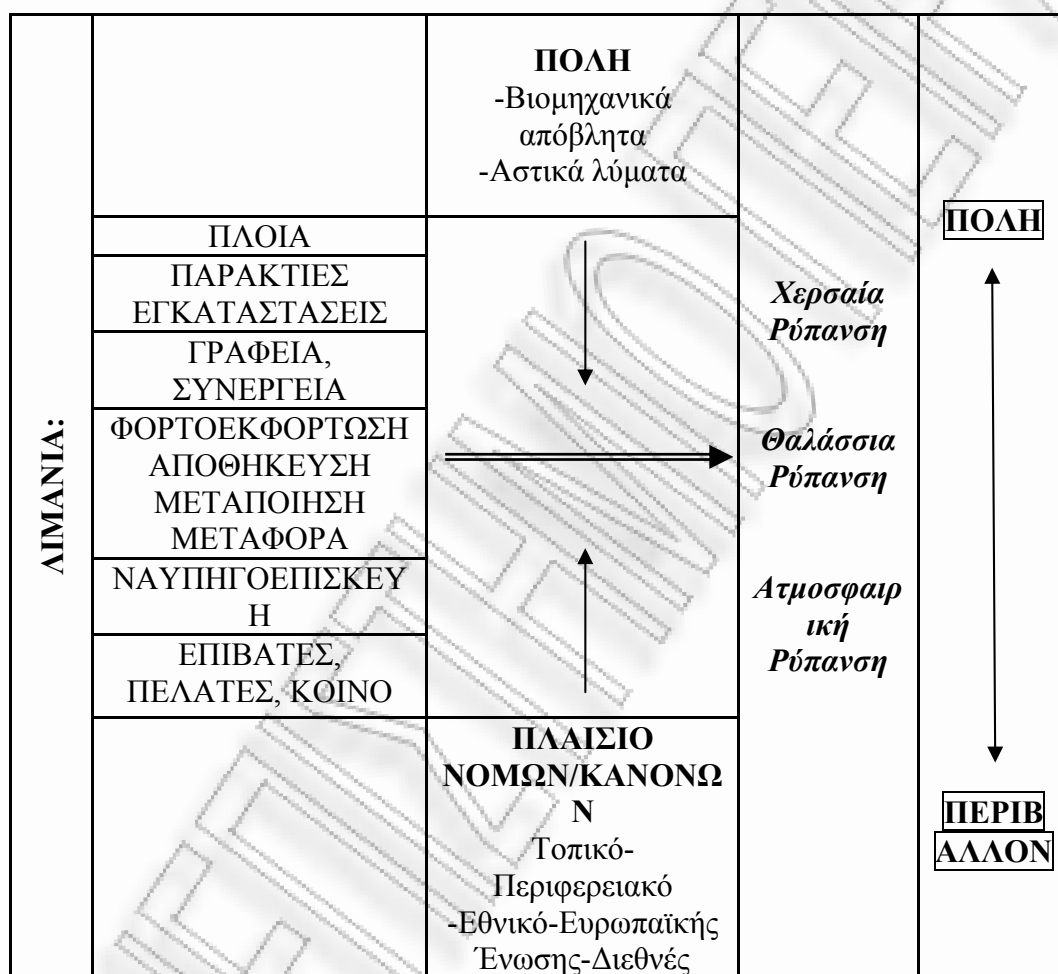 ΛΙΜΑΝΙΑ:
ΠΟΛΗ
-Βιομηχανικά
απόβλητα
-Αστικά λύματα
ΠΛΟΙΑ
ΠΑΡΑΚΤΙΕΣ
ΕΓΚΑΤΑΣΤΑΣΕΙΣ
ΓΡΑΦΕΙΑ,
ΣΥΝΕΡΓΕΙΑ
ΦΟΡΤΟΕΚΦΟΡΤΩΣΗ
ΑΠΟΘΗΚΕΥΣΗ
ΜΕΤΑΠΟΙΗΣΗ
ΜΕΤΑΦΟΡΑ
ΝΑΥΠΗΓΟΕΠΙΣΚΕΥ
Η
ΕΠΙΒΑΤΕΣ,
ΠΕΛΑΤΕΣ, ΚΟΙΝΟ
ΠΛΑΙΣΙΟ
ΝΟΜΩΝ/ΚΑΝΟΝΩ
Ν
Τοπικό-
Περιφερειακό
-Εθνικό-Ευρωπαϊκής
Ένωσης-Διεθνές
Χερσαία
Ρύπανση
Θαλάσσια
Ρύπανση
Ατμοσφαιρ
ική
Ρύπανση
ΠΟΛΗ
ΠΕΡΙΒ
ΑΛΛΟΝ